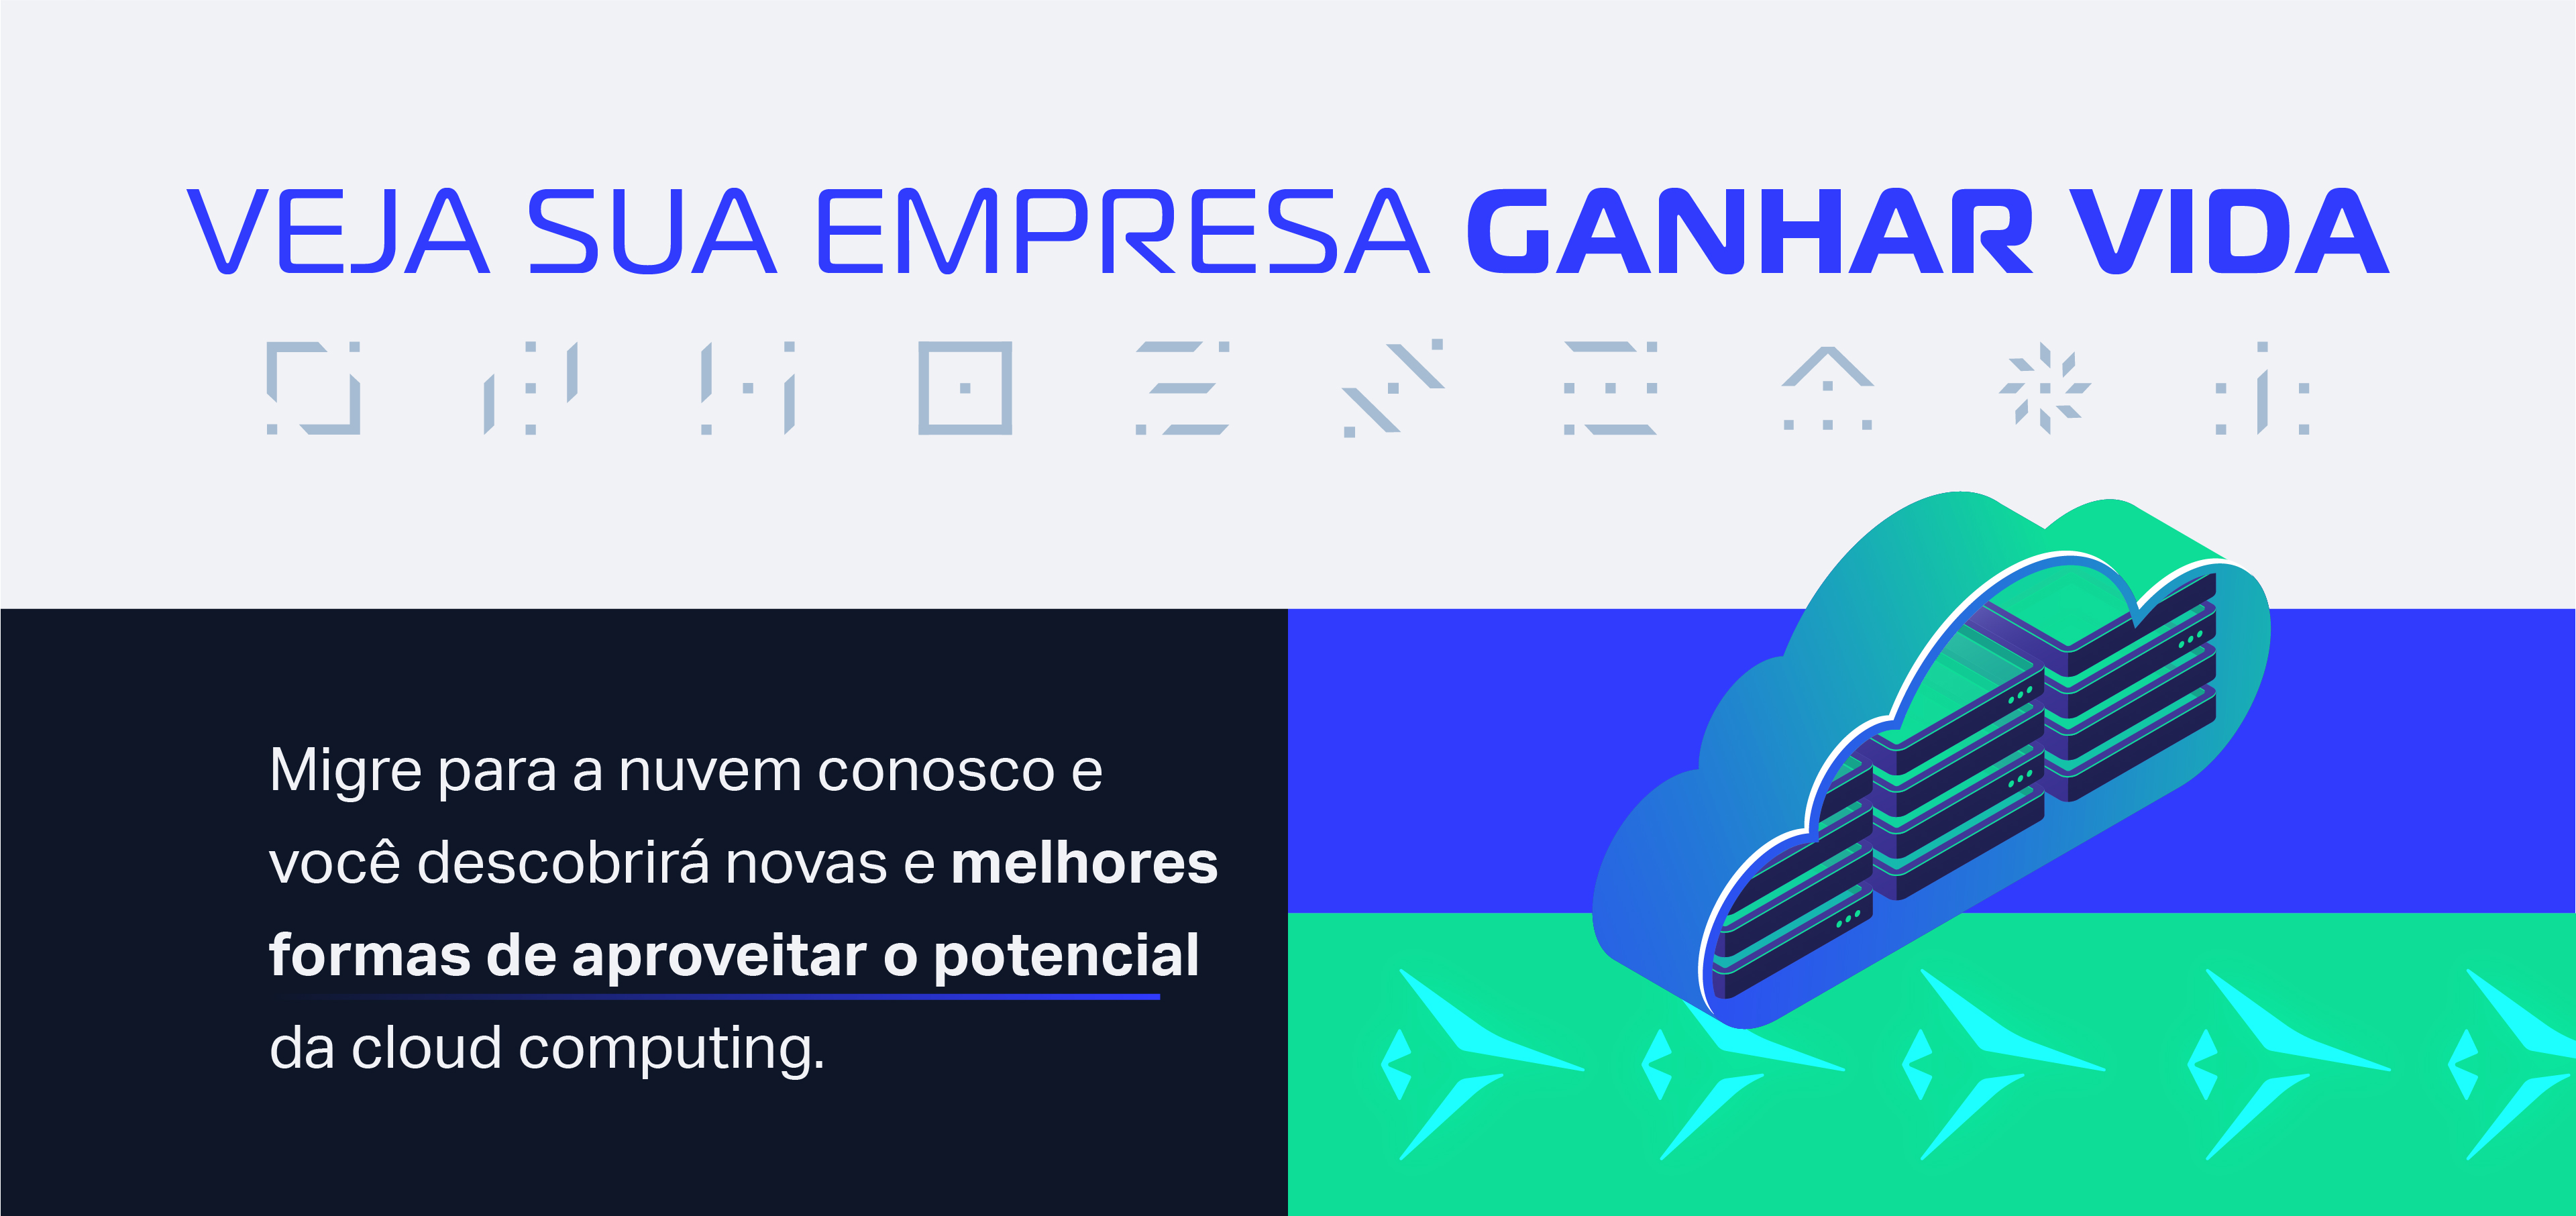 VEJA SUA EMPRESA GANHAR VIDA
Migre para a nuvem conosco e
você descobrirá novas e melhores
formas de aproveitar o potencial
da cloud computing.